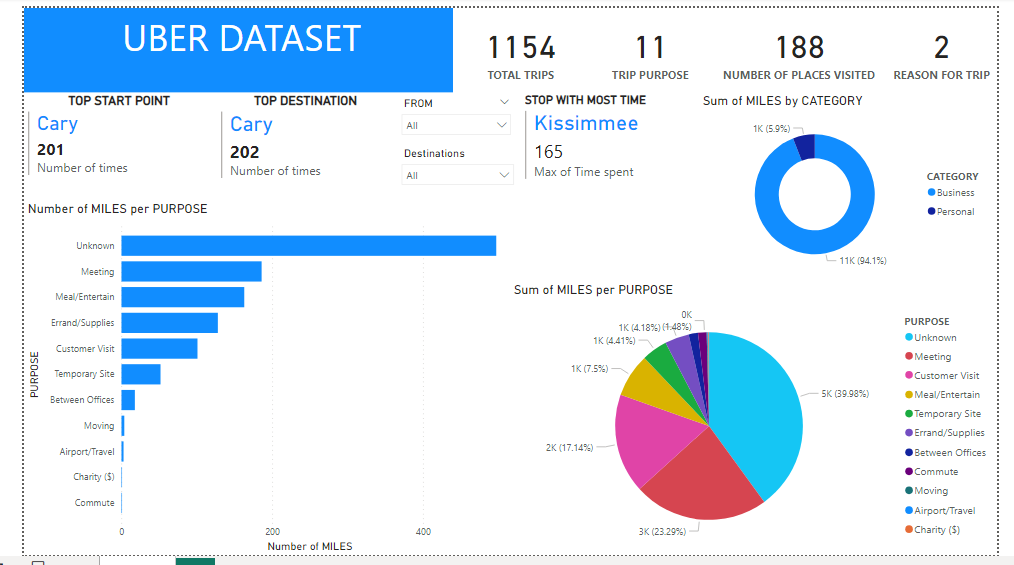 UBER DATASET
1154
TOTAL TRIPS
11
TRIP PURPOSE
188
NUMBER OF PLACES VISITED
2
REASON FOR TRIP
TOP START POINT
Cary
201
Number of times
TOP DESTINATION
Cary
202
Number of times
FROM
All
Destinations
All
STOP WITH MOST TIME
Kissimmee
165
Max of Time spent
Sum of MILES by CATEGORY
1K (5.9%)
11K (94.1%)
CATEGORY
Business
Personal
Number of MILES per PURPOSE
PURPOSE
Unknown
Meeting
Meal/Entertain
Errand/Supplies
Customer Visit
Temporary Site
Between Offices
Moving
Airport/Travel
Charity ($)
Commute
0
200
400
Number of MILES
Sum of MILES per PURPOSE
0K
(1.48%)
1K (4.18%)
1K (4.41%)
1K (7.5%)
2K (17.14%)
3K (23.29%)
5K (39.98%)
PURPOSE
Unknown
Meeting
Customer Visit
Meal/Entertain
Temporary Site
Errand/Supplies
Between Offices
Commute
Moving
Airport/Travel
Charity ($)